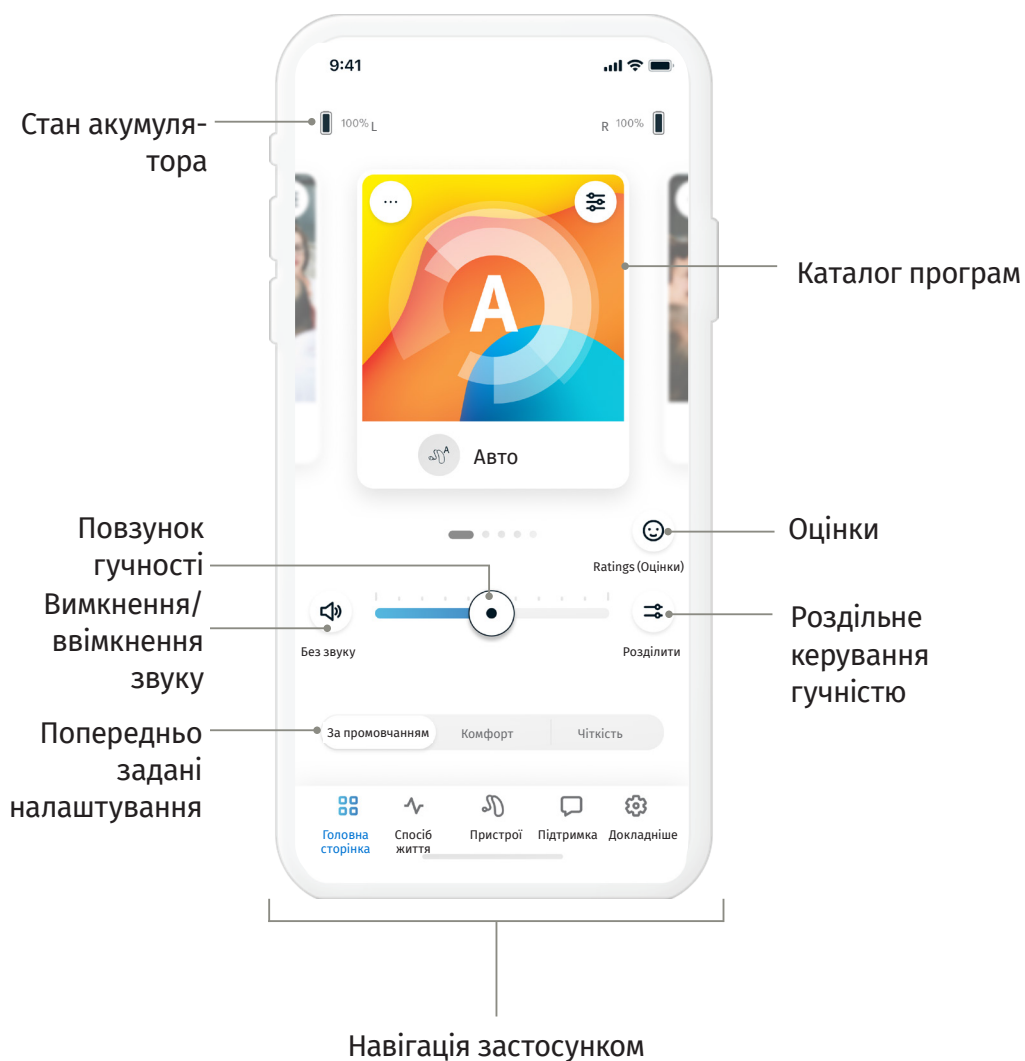 9:41
Стан акумуля-
тора
100% L
R 100%
...
A
Каталог програм
A
Авто
Повзунок
гучності
Оцінки
Ratings (Оцінки)
Вимкнення/
ввімкнення
звуку
Без звуку
Розділити
Роздільне
керування
гучністю
Попередньо
задані
налаштування
За промовчанням
Комфорт
Чіткість
Головна
сторінка
Спосіб
життя
Пристрої
Підтримка
Докладніше
Навігація застосунком